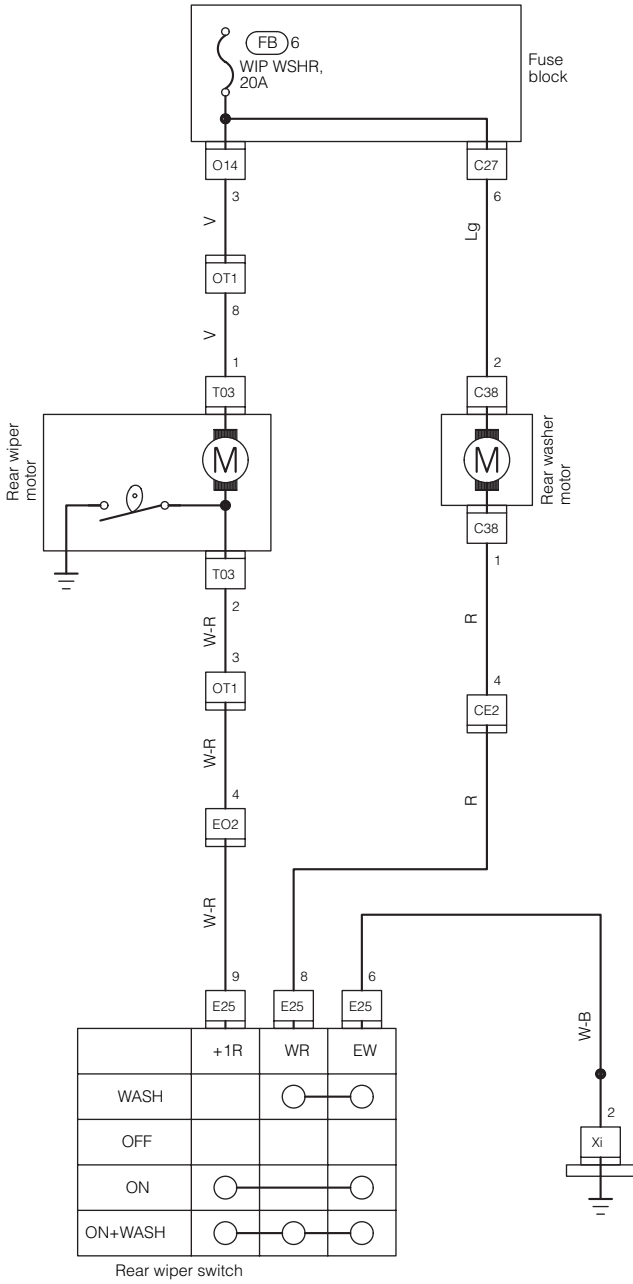 FB 6
WIP WSHR,
20A
Fuse
block
O14
C27
3
6
V
Lg
OT1
8
V
1
2
T03
C38
Rear wiper
motor
M
M
Rear washer
motor
T03
C38
2
1
W-R
R
3
4
OT1
CE2
W-R
R
4
EO2
W-R
9
8
6
E25
E25
E25
W-B
2
Xi
+1R
WR
EW
WASH
OFF
ON
ON+WASH
Rear wiper switch